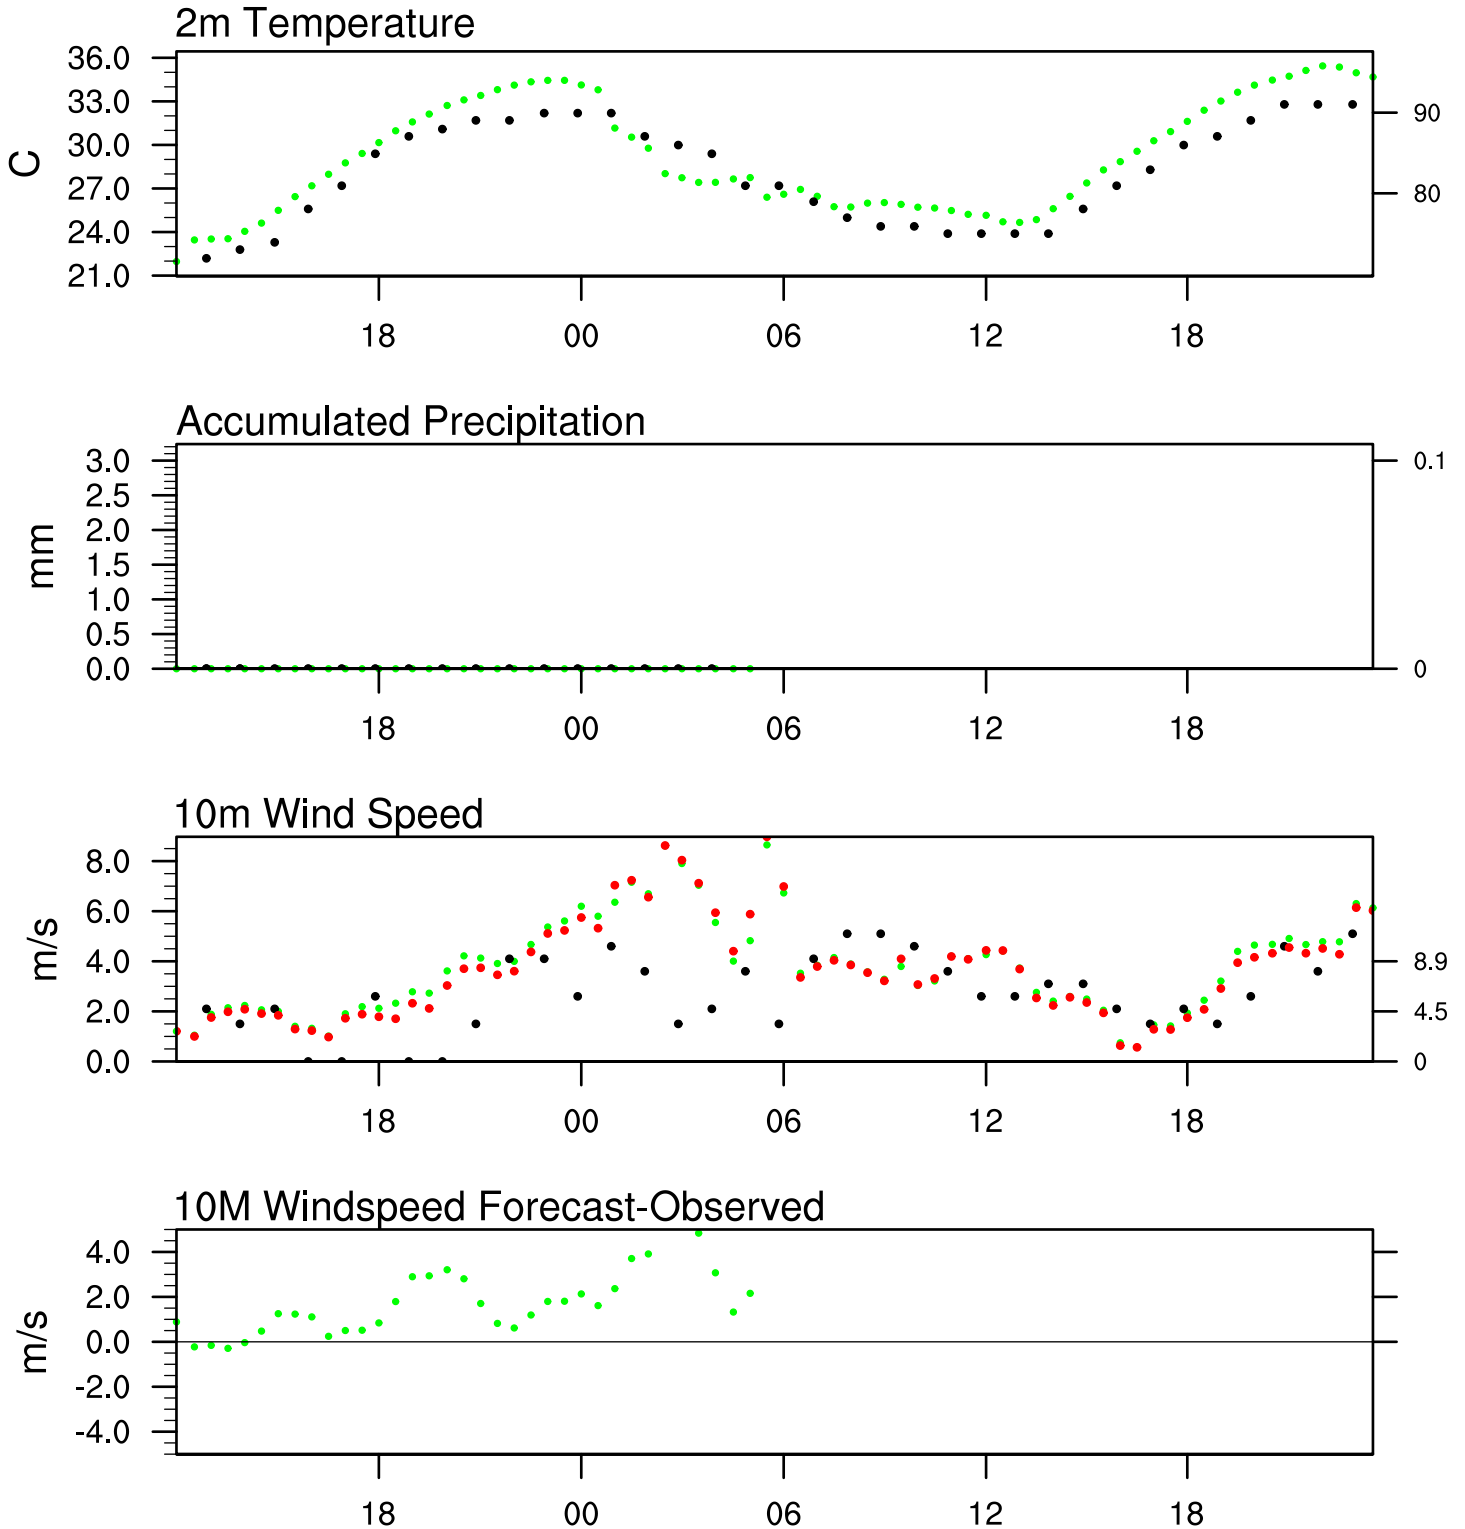 2m Temperature
36.0
33.0
30.0
27.0
24.0
21.0
C
90
80
18 00 06 12 18
Accumulated Precipitation
3.0
2.5
2.0
1.5
1.0
0.5
0.0
mm
0.1
0
18 00 06 12 18
10m Wind Speed
8.0
6.0
4.0
2.0
0.0
m/s
8.9
4.5
0
18 00 06 12 18
10M Windspeed Forecast-Observed
4.0
2.0
0.0
-2.0
-4.0
m/s
18 00 06 12 18